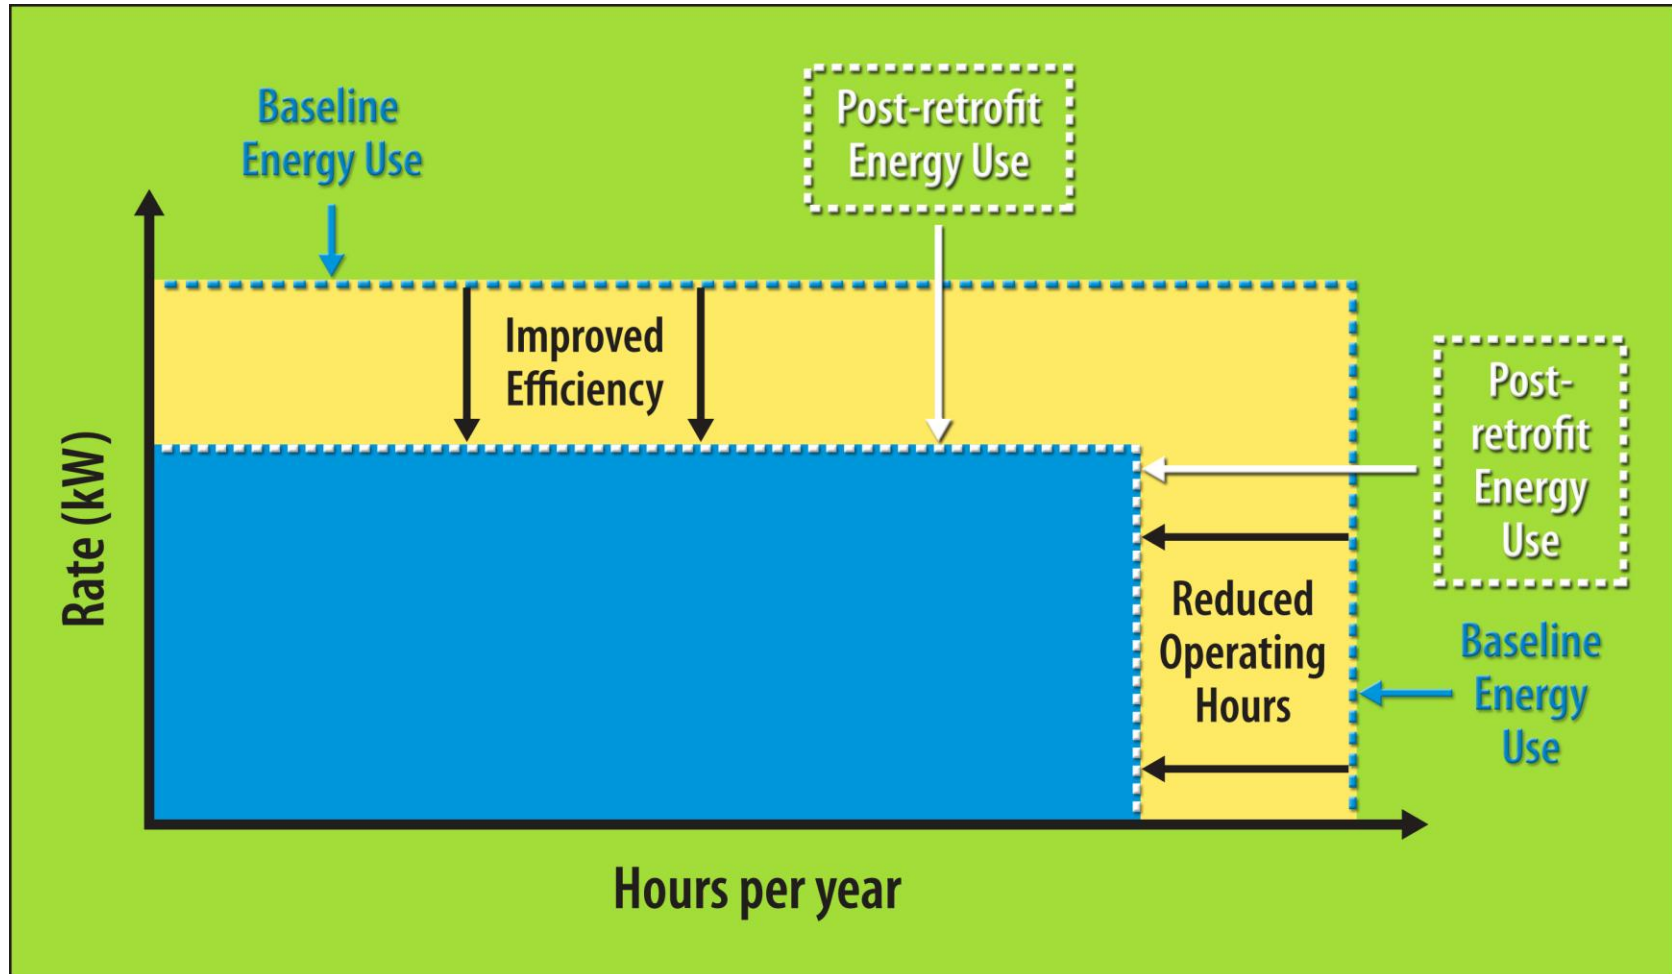 Baseline
Energy Use
Post-retrofit
Energy Use
Improved
Efficiency
Post-
retrofit
Energy
Use
Rate (kW)
Reduced
Operating
Hours
Baseline
Energy
Use
Hours per year